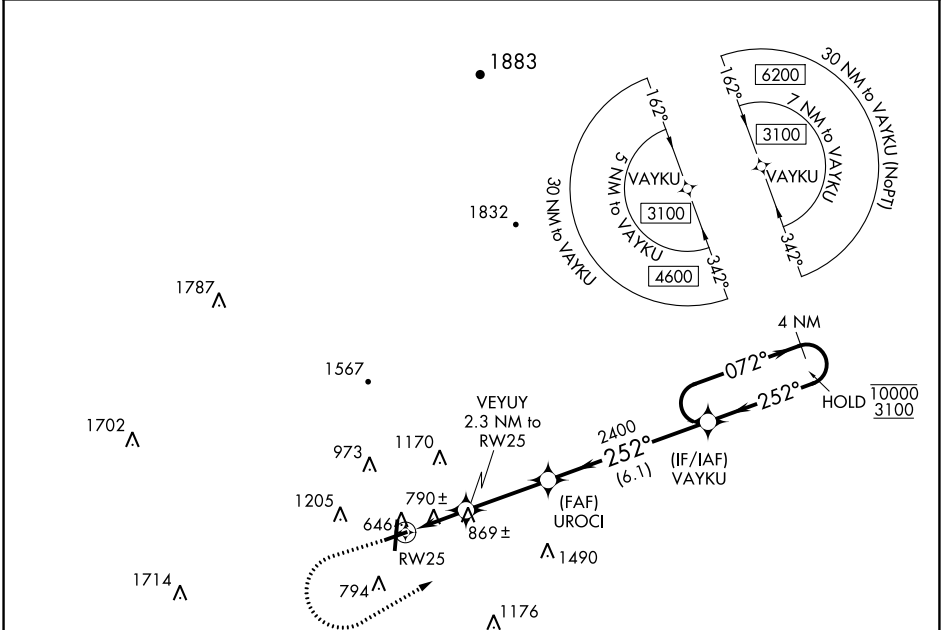 1883
162°
5 NM to VAYKU
30 NM to VAYKU
VAYKU
3100
4600
342°
162°
6200
30 NM to VAYKU (NoPT)
7 NM to VAYKU
3100
VAYKU
342°
1832
1787
4 NM
072°
252°
HOLD 10000
3100
1567
VEYUY
2.3 NM to
RW25
2400
252°
(6.1)
(IF/IAF)
VAYKU
1702
973
1170
(FAF)
UROCI
1205
790±
646
869±
RW25
1490
794
1714
1176